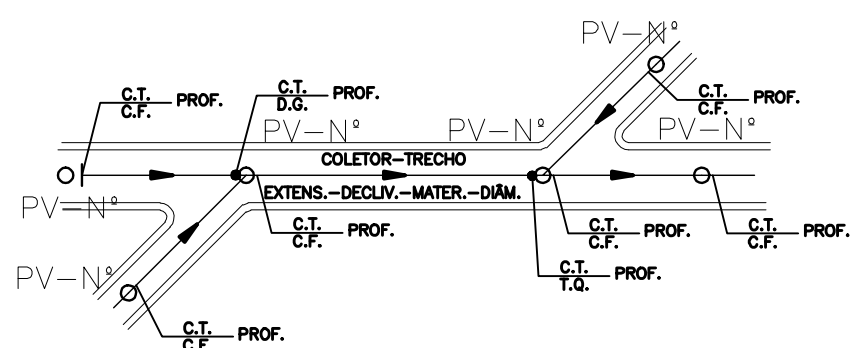 PV-Nº
C.T.
C.F.
PROF.
C.T.
D.G.
PROF.
C.T.
C.F.
PROF.
PV-Nº
PV-Nº
PV-Nº
COLETOR-TRECHO
EXTENS.-DECLIV.-MATER.-DIÂM.
PV-Nº
C.T.
C.F.
PROF.
C.T.
C.F.
PROF.
C.T.
C.F.
PROF.
PV-Nº
C.T.
T.Q.
PROF.
C.T.
C.F.
PROF.